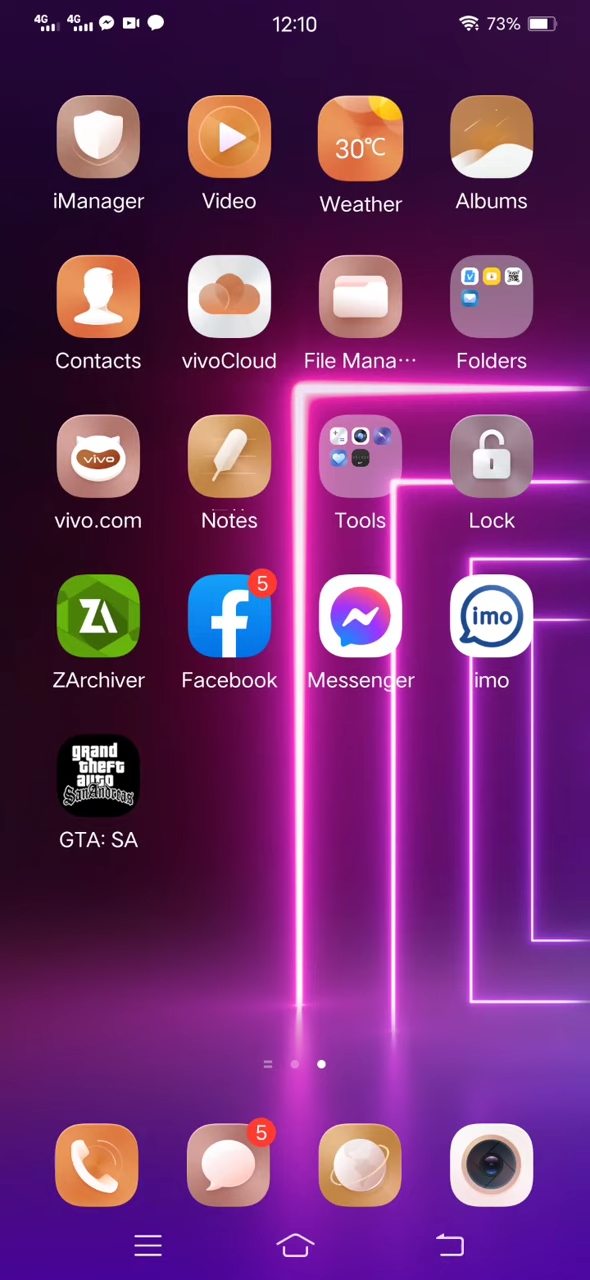 4G 4G 12:10 73%
30℃
iManager Video Weather Albums
Contacts vivoCloud File Mana··· Folders
vivo
vivo.com Notes Tools Lock
ZA 5 imo
ZArchiver Facebook Messenger imo
grand
theft
auto
San Andreas
GTA: SA
5